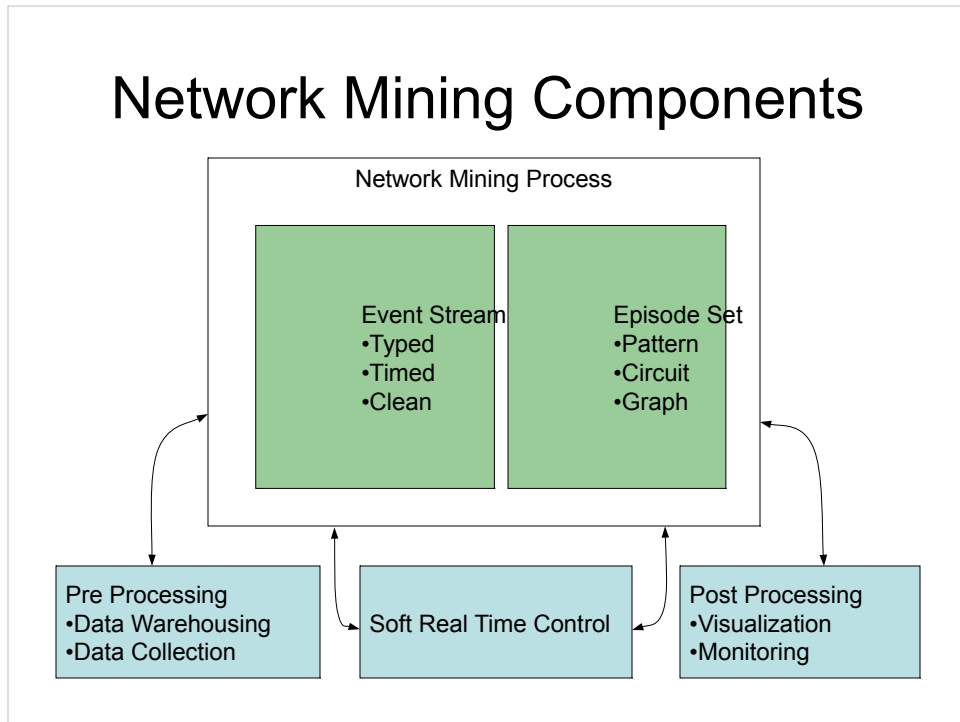 Network Mining Components
Network Mining Process
Event Stream
•Typed
•Timed
•Clean
Episode Set
•Pattern
•Circuit
•Graph
Pre Processing
•Data Warehousing
•Data Collection
Soft Real Time Control
Post Processing
•Visualization
•Monitoring